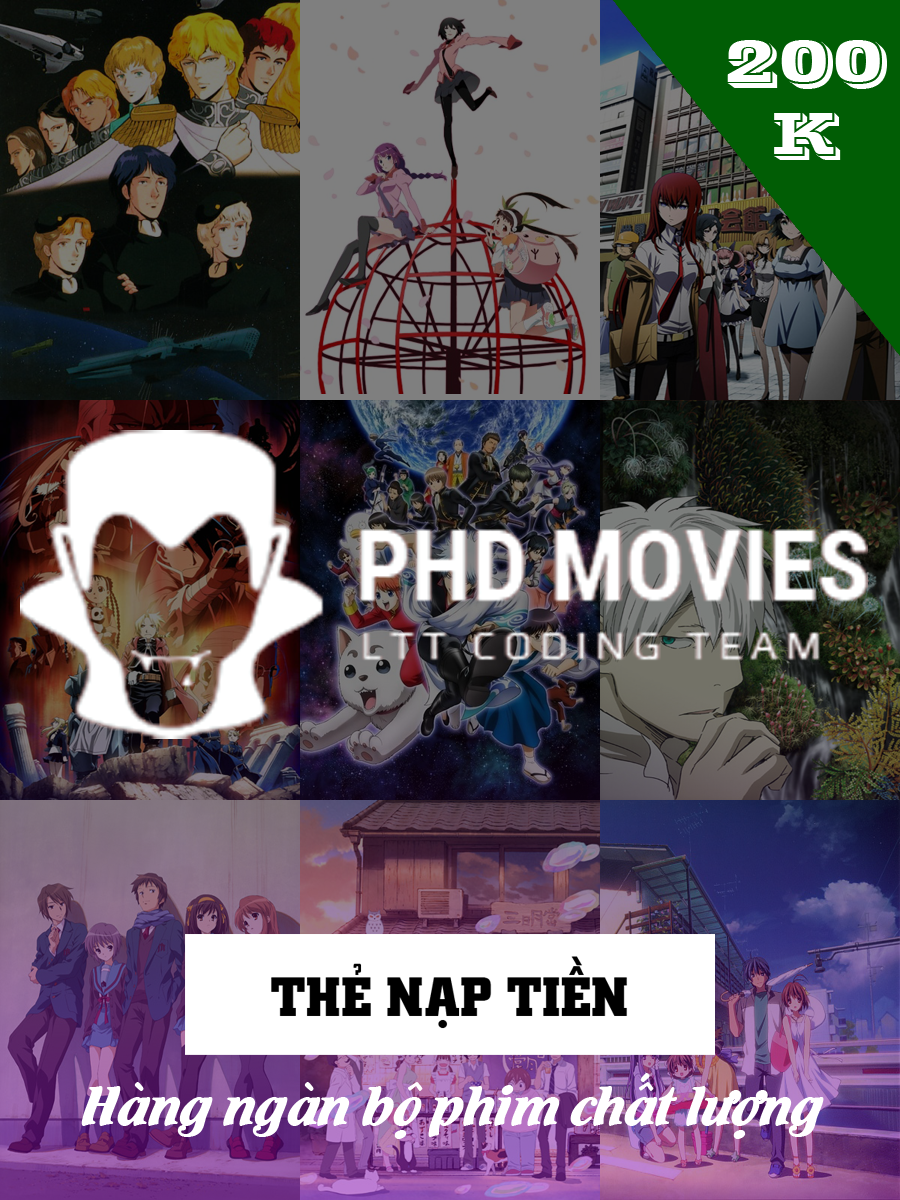 200
K
PHD MOVIES
LTT CODING TEAM
THẺ NẠP TIỀN
Hàng ngàn bộ phim chất lượng